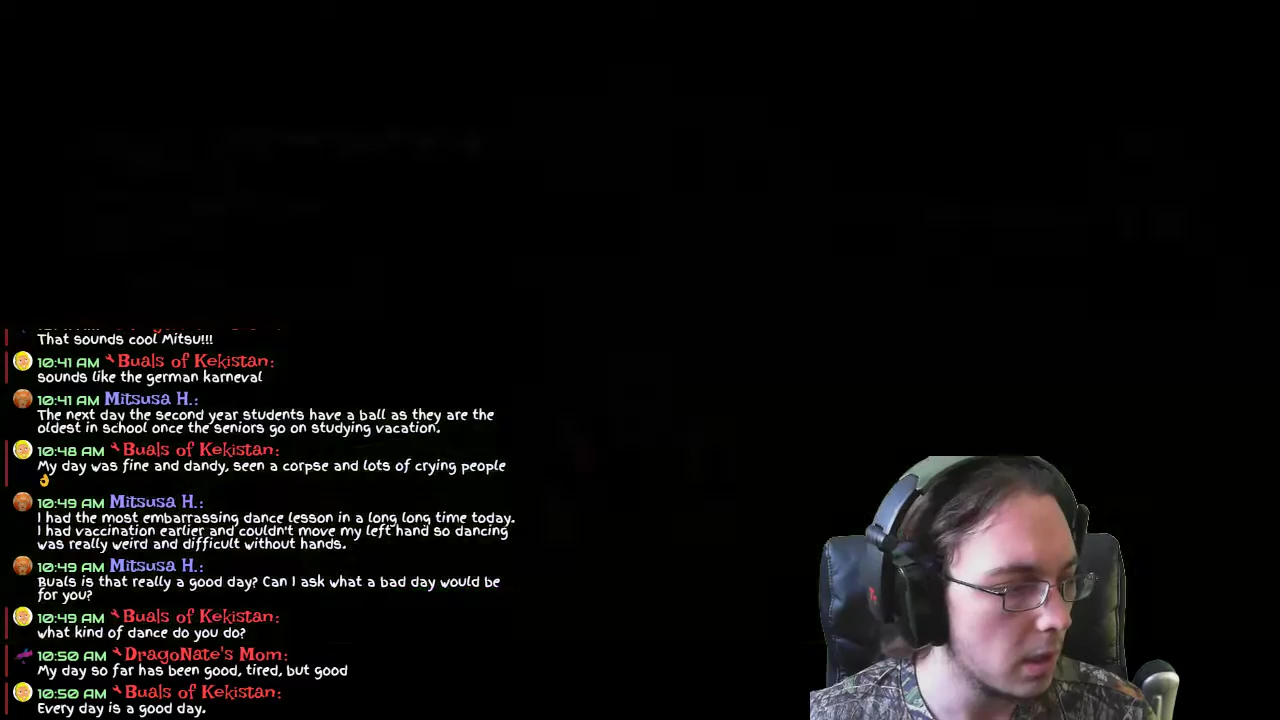 That sounds cool Mitsu!!!
10:41 AM Buals of Kekistan:
sounds like the german karneval
10:41 AM Mitsusa H.:
The next day the second year students have a ball as they are the
oldest in school once the seniors go on studying vacation.
10:48 AM Buals of Kekistan:
My day was fine and dandy, seen a corpse and lots of crying people
👌
10:49 AM Mitsusa H.:
I had the most embarrassing dance lesson in a long long time today.
I had vaccination earlier and couldn't move my left hand so dancing
was really weird and difficult without hands.
10:49 AM Mitsusa H.:
Buals is that really a good day? Can I ask what a bad day would be
for you?
10:49 AM Buals of Kekistan:
what kind of dance do you do?
10:50 AM DragoNate's Mom:
My day so far has been good, tired, but good
10:50 AM Buals of Kekistan:
Every day is a good day.